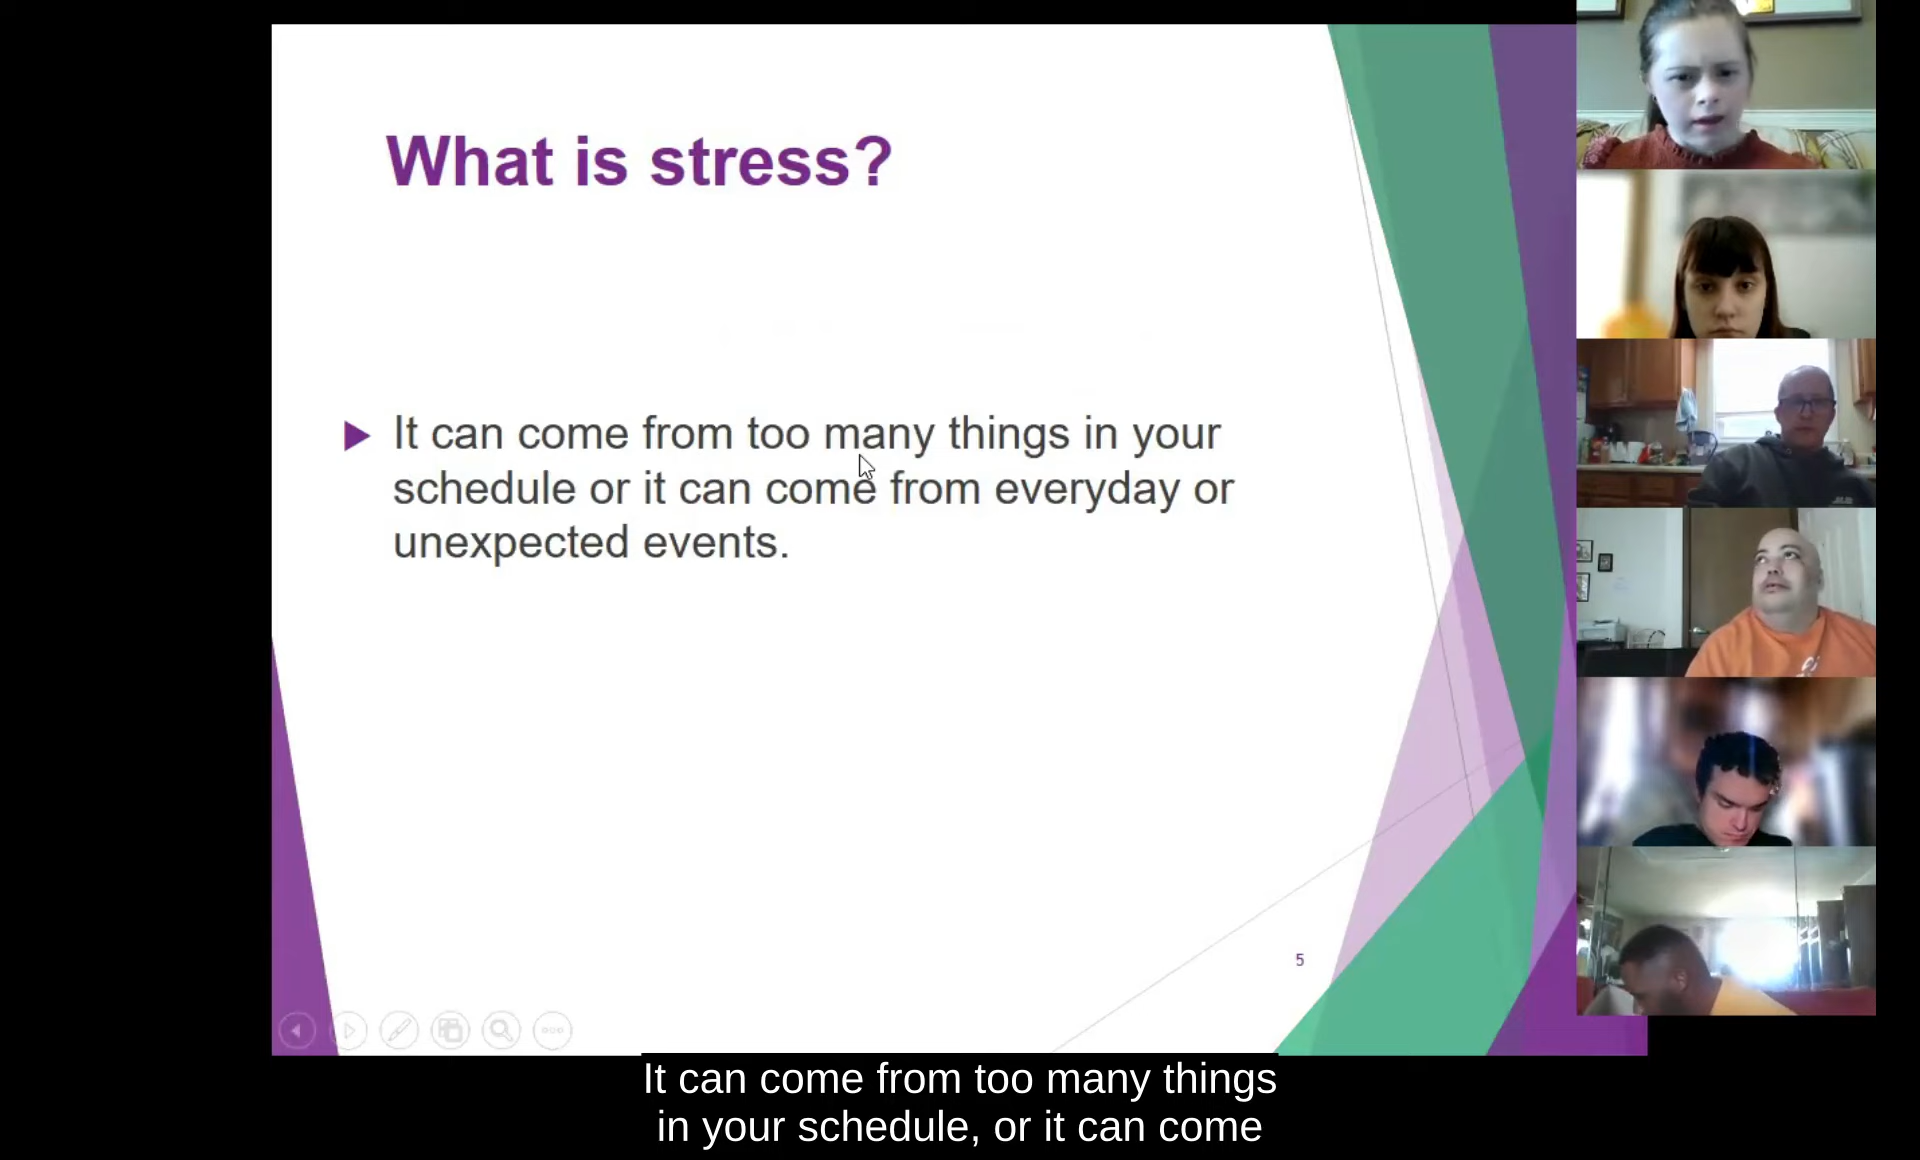 What is stress?
It can come from too many things in your
schedule or it can come from everyday or
unexpected events.
5
It can come from too many things
in your schedule, or it can come